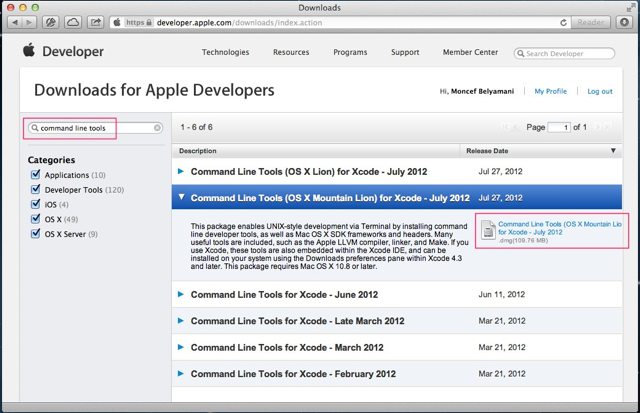 Downloads
https developer.apple.com/downloads/index.action
Reader
Developer
Technologies Resources Programs Support Member Center
Search Developer
Downloads for Apple Developers
Hi, Moncef Belyamani My Profile Log out
command line tools
1 - 6 of 6
Page 1 of 1
Categories
Applications (10)
Developer Tools (120)
iOS (4)
OS X (49)
OS X Server (9)
Description Release Date
Command Line Tools (OS X Lion) for Xcode - July 2012 Jul 27, 2012
Command Line Tools (OS X Mountain Lion) for Xcode - July 2012 Jul 27, 2012
This package enables UNIX-style development via Terminal by installing command
line developer tools, as well as Mac OS X SDK frameworks and headers. Many
useful tools are included, such as the Apple LLVM compiler, linker, and Make. If you
use Xcode, these tools are also embedded within the Xcode IDE, and can be
installed on your system using the Downloads preferences pane within Xcode 4.3
and later. This package requires Mac OS X 10.8 or later.
Command Line Tools (OS X Mountain Lio
for Xcode - July 2012
.dmg(109.76 MB)
Command Line Tools for Xcode - June 2012 Jun 11, 2012
Command Line Tools for Xcode - Late March 2012 Mar 21, 2012
Command Line Tools for Xcode - March 2012 Mar 21, 2012
Command Line Tools for Xcode - February 2012 Mar 21, 2012